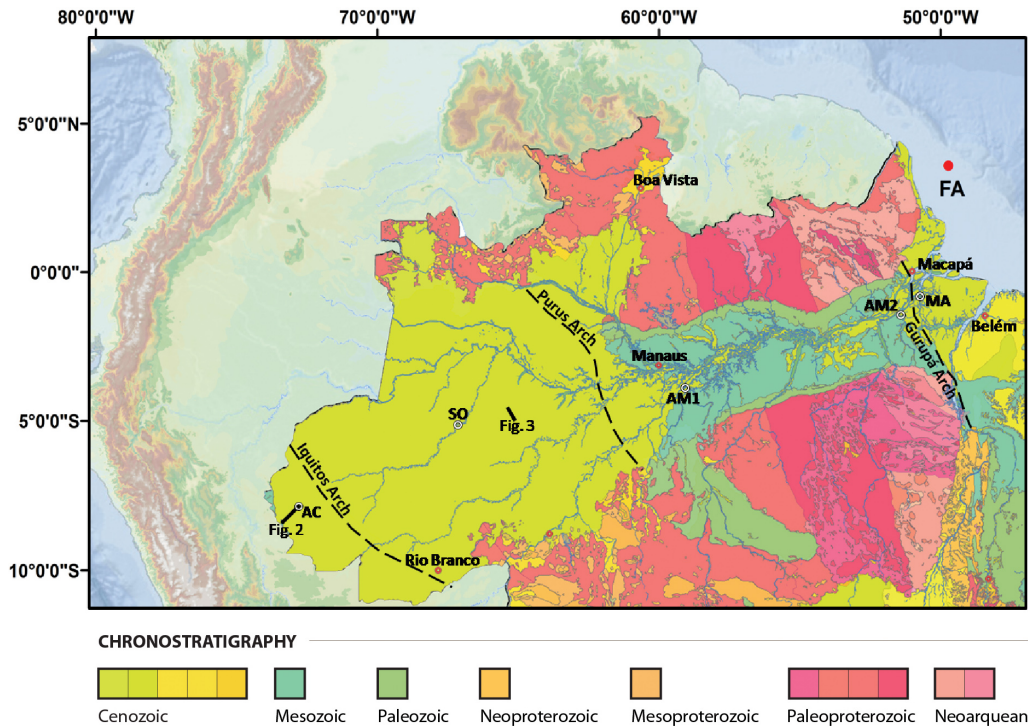 80°0'0"W 70°0'0"W 60°0'0"W 50°0'0"W
5°0'0"N
Boa Vista
FA
0°0'0"
Macapá
Purus Arch
MA
AM2
Belém
Gurupá Arch
Manaus
AM1
SO
Fig. 3
5°0'0"S
Iquitos Arch
AC
Fig. 2
Rio Branco
10°0'0"S
CHRONOSTRATIGRAPHY
Cenozoic Mesozoic Paleozoic Neoproterozoic Mesoproterozoic Paleoproterozoic Neoarquean